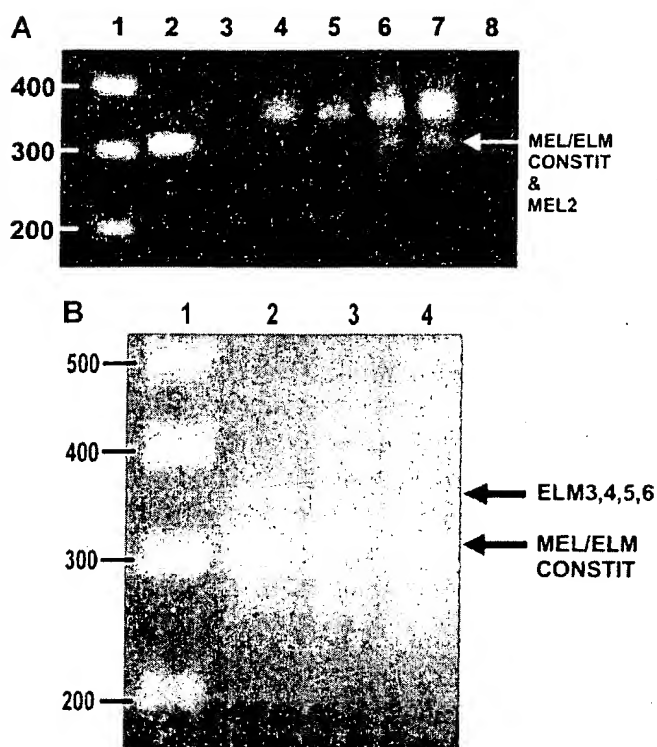 A
1 2 3 4 5 6 7 8
400
300
200
MEL/ELM
CONSTIT
&
MEL2
B
1 2 3 4
500
400
300
200
ELM3,4,5,6
MEL/ELM
CONSTIT